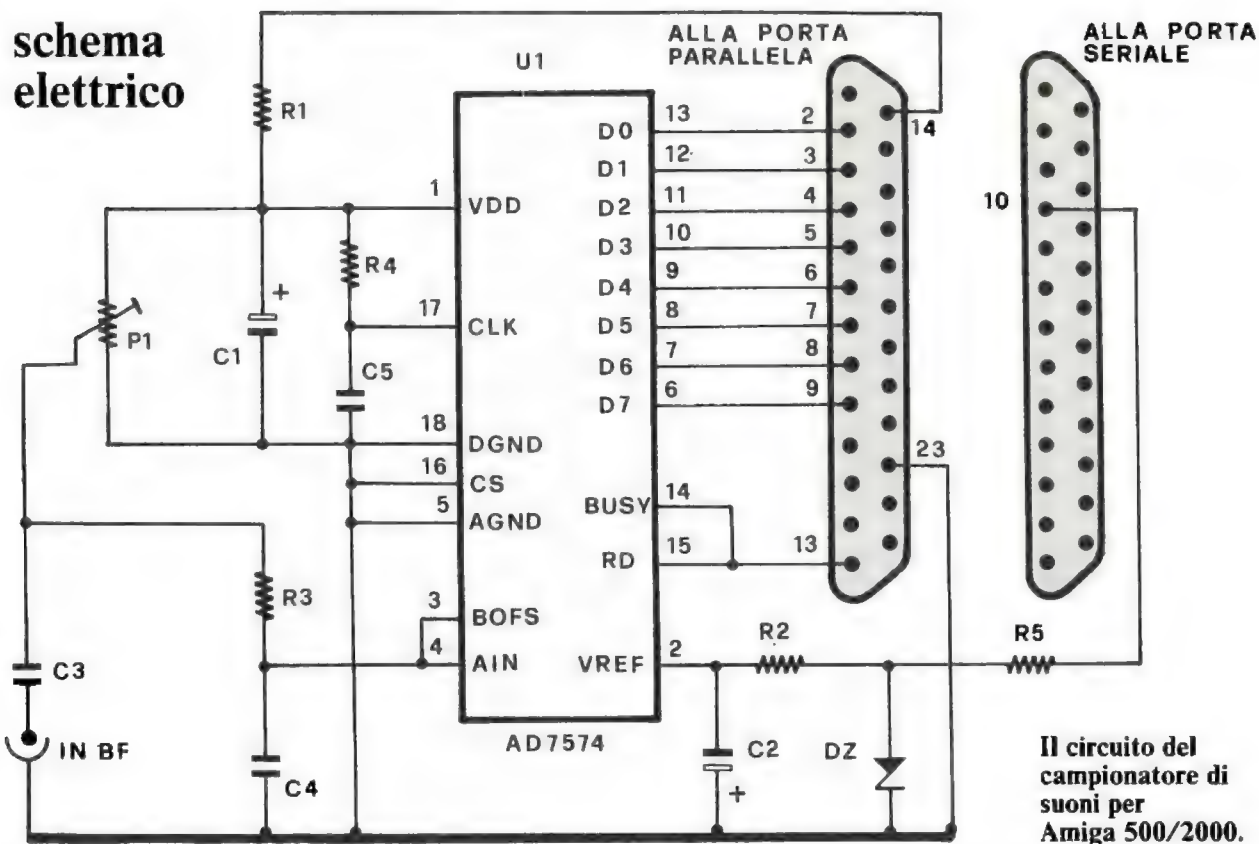 schema
elettrico
ALLA PORTA
PARALLELA
ALLA PORTA
SERIALE
U1
R1
14
13
D0
2
12
D1
3
1
VDD
11
D2
4
10
10
D3
5
R4
9
D4
6
17
CLK
8
D5
7
P1
+
C1
7
D6
8
C5
6
D7
9
18
DGND
23
16
CS
5
AGND
14
BUSY
15
RD
13
R3
3
BOFS
4
AIN
2
VREF
R2
R5
C3
IN BF
AD7574
C4
C2
+
DZ
Il circuito del
campionatore di
suoni per
Amiga 500/2000.